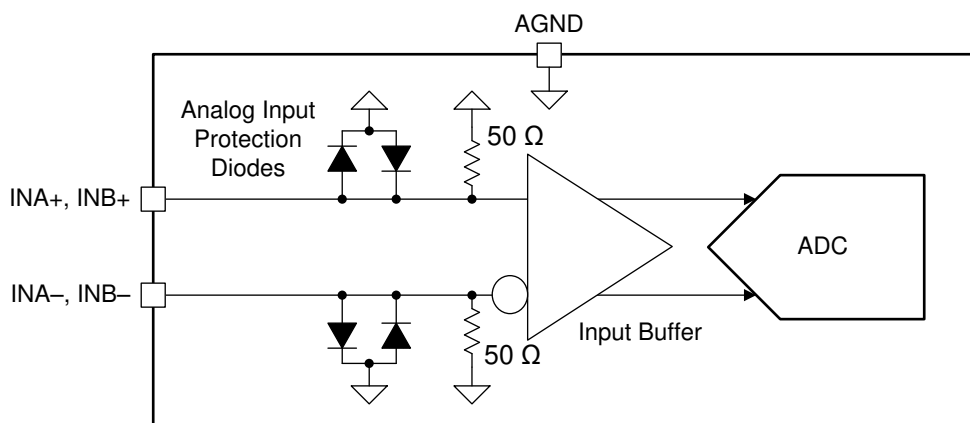 AGND
Analog Input
Protection
Diodes
50 Ω
INA+, INB+
ADC
INA–, INB–
Input Buffer
50 Ω